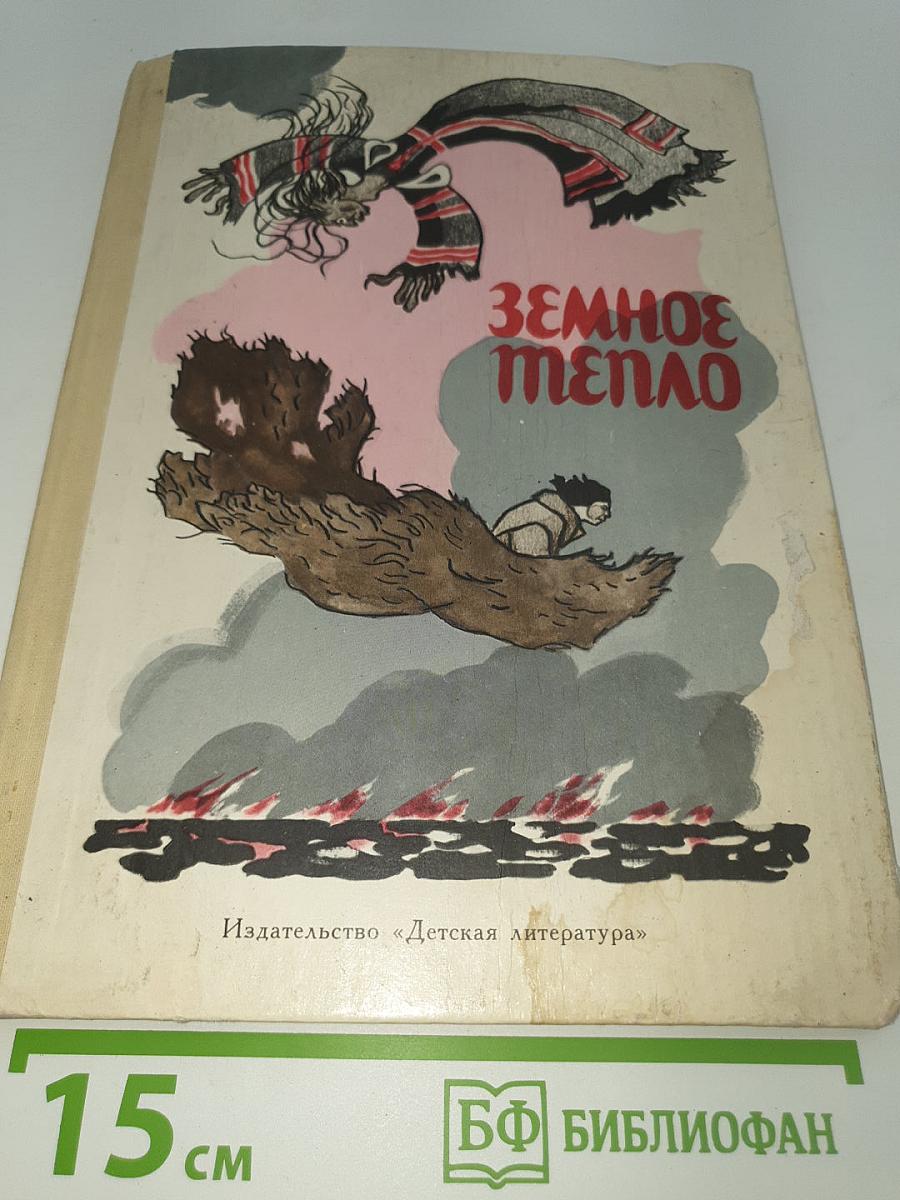 ЗЕМНОЕ
ТЕПЛО
Издательство «Детская литература»
15 см
БФ БИБЛИОФАН